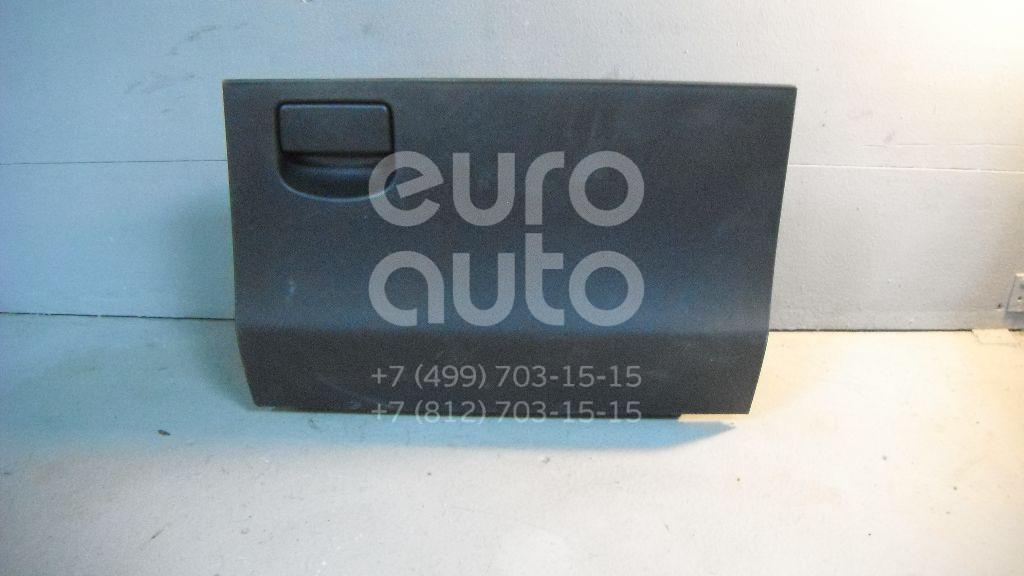 euro
auto
+7 (499) 703-15-15
+7 (812) 703-15-15